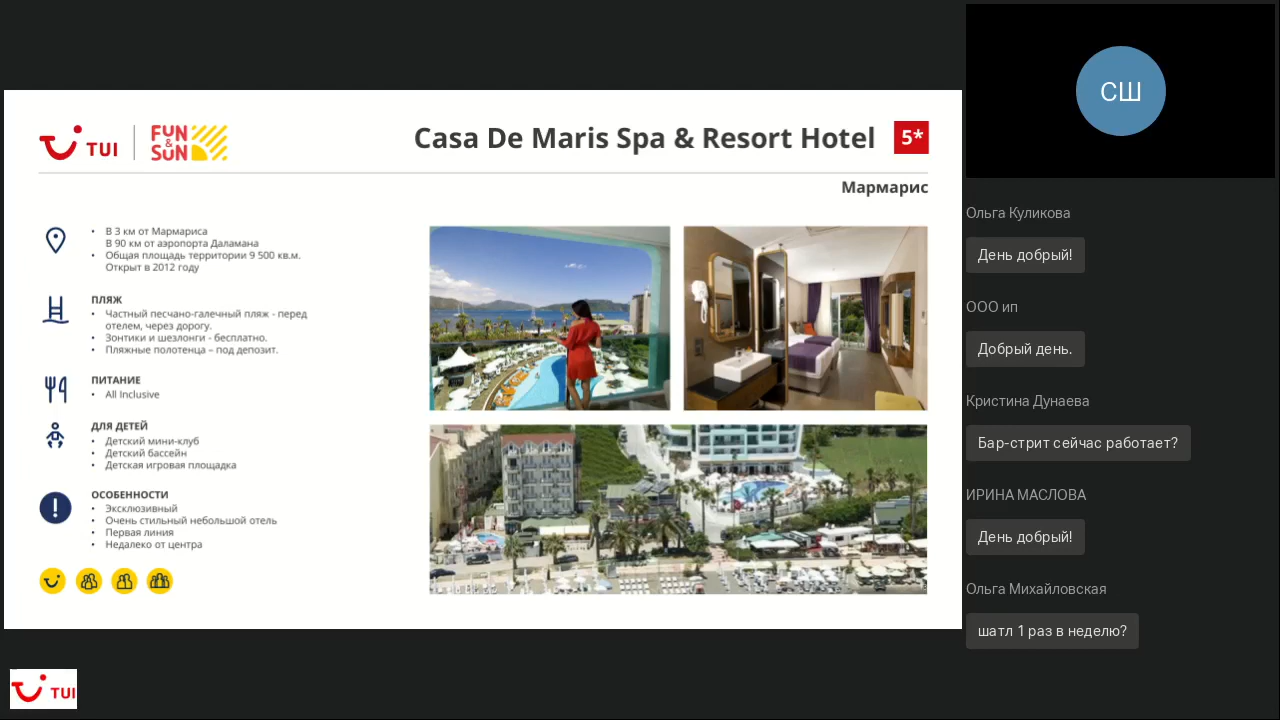 TUI
FUN
&
SUN
Casa De Maris Spa & Resort Hotel
5*
Мармарис
• В 3 км от Мармариса
В 90 км от аэропорта Даламана
• Общая площадь территории 9 500 кв.м.
Открыт в 2012 году
ПЛЯЖ
• Частный песчано-галечный пляж - перед
отелем, через дорогу.
• Зонтики и шезлонги - бесплатно.
• Пляжные полотенца – под депозит.
ПИТАНИЕ
• All Inclusive
ДЛЯ ДЕТЕЙ
• Детский мини-клуб
• Детский бассейн
• Детская игровая площадка
ОСОБЕННОСТИ
• Эксклюзивный
• Очень стильный небольшой отель
• Первая линия
• Недалеко от центра
TUI
СШ
Ольга Куликова
День добрый!
ООО ип
Добрый день.
Кристина Дунаева
Бар-стрит сейчас работает?
ИРИНА МАСЛОВА
День добрый!
Ольга Михайловская
шатл 1 раз в неделю?